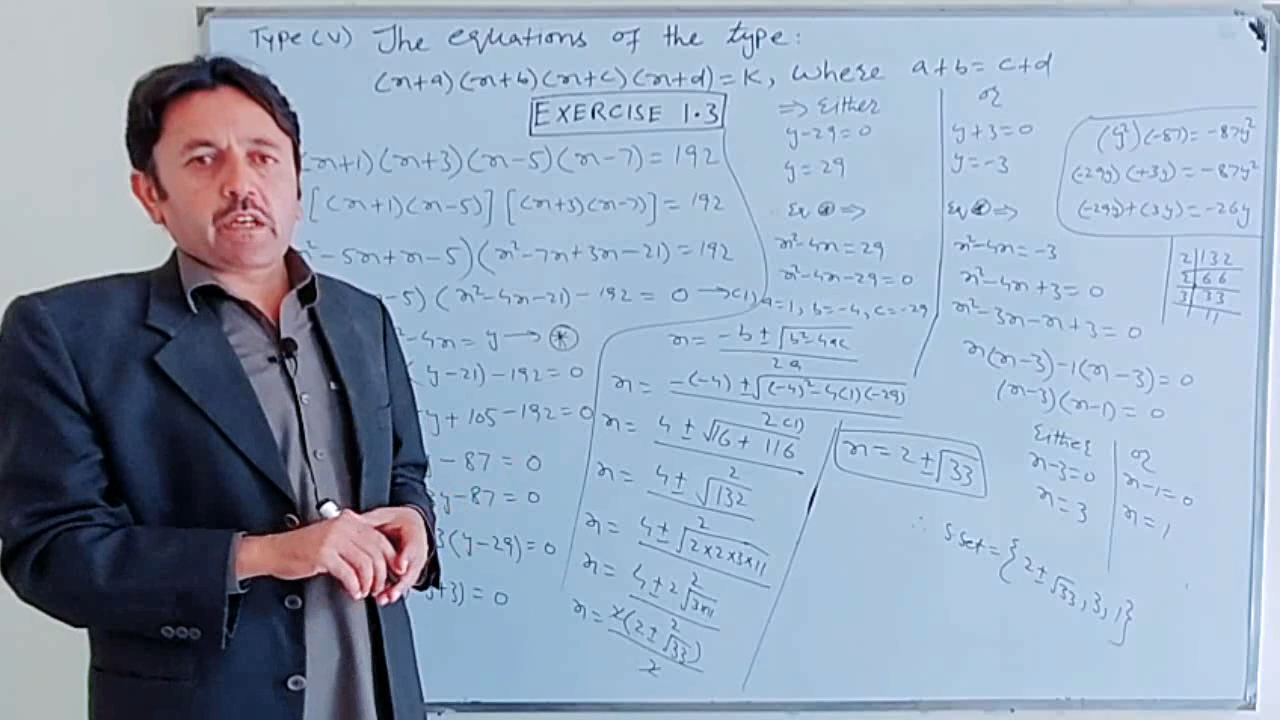 Type (V) The equations of the type:
(x+a)(x+b)(x+c)(x+d) = K, where a+b = c+d
EXERCISE 1.3
x+1)(x+3)(x-5)(x-7) = 192
[(x+1)(x-5)] [(x+3)(x-7)] = 192
²-5x+x-5)(x²-7x+3x-21) = 192
-5)(x²-4x-21)-192 = 0 → (1)
²-4x = y → *
(y-21)-192 = 0
y+105-192 = 0
-87 = 0
3y-87 = 0
3(y-29) = 0
+3) = 0
⇒ Either
y-29=0
y = 29
Eq * ⇒
x²-4x = 29
x²-4x-29 = 0
a=1, b=-4, c=-29
x = -b ± √b²-4ac / 2a
x = -(-4) ± √(-4)²-4(1)(-29) / 2(1)
x = 4 ± √16 + 116 / 2
x = 4 ± √132 / 2
x = 4 ± √2×2×3×11 / 2
x = 4 ± 2√3×11 / 2
x = 2(2 ± √33) / 2
x = 2 ± √33
or
y+3=0
y = -3
Eq * ⇒
x²-4x = -3
x²-4x+3 = 0
x²-3x-x+3 = 0
x(x-3)-1(x-3) = 0
(x-3)(x-1) = 0
Either
x-3=0
x = 3
or
x-1=0
x = 1
∴ S.Set = {2±√33, 3, 1}
(y²)(-87) = -87y²
(-29y)(+3y) = -87y²
(-29y)+(3y) = -26y
2 132
2 66
3 33
11